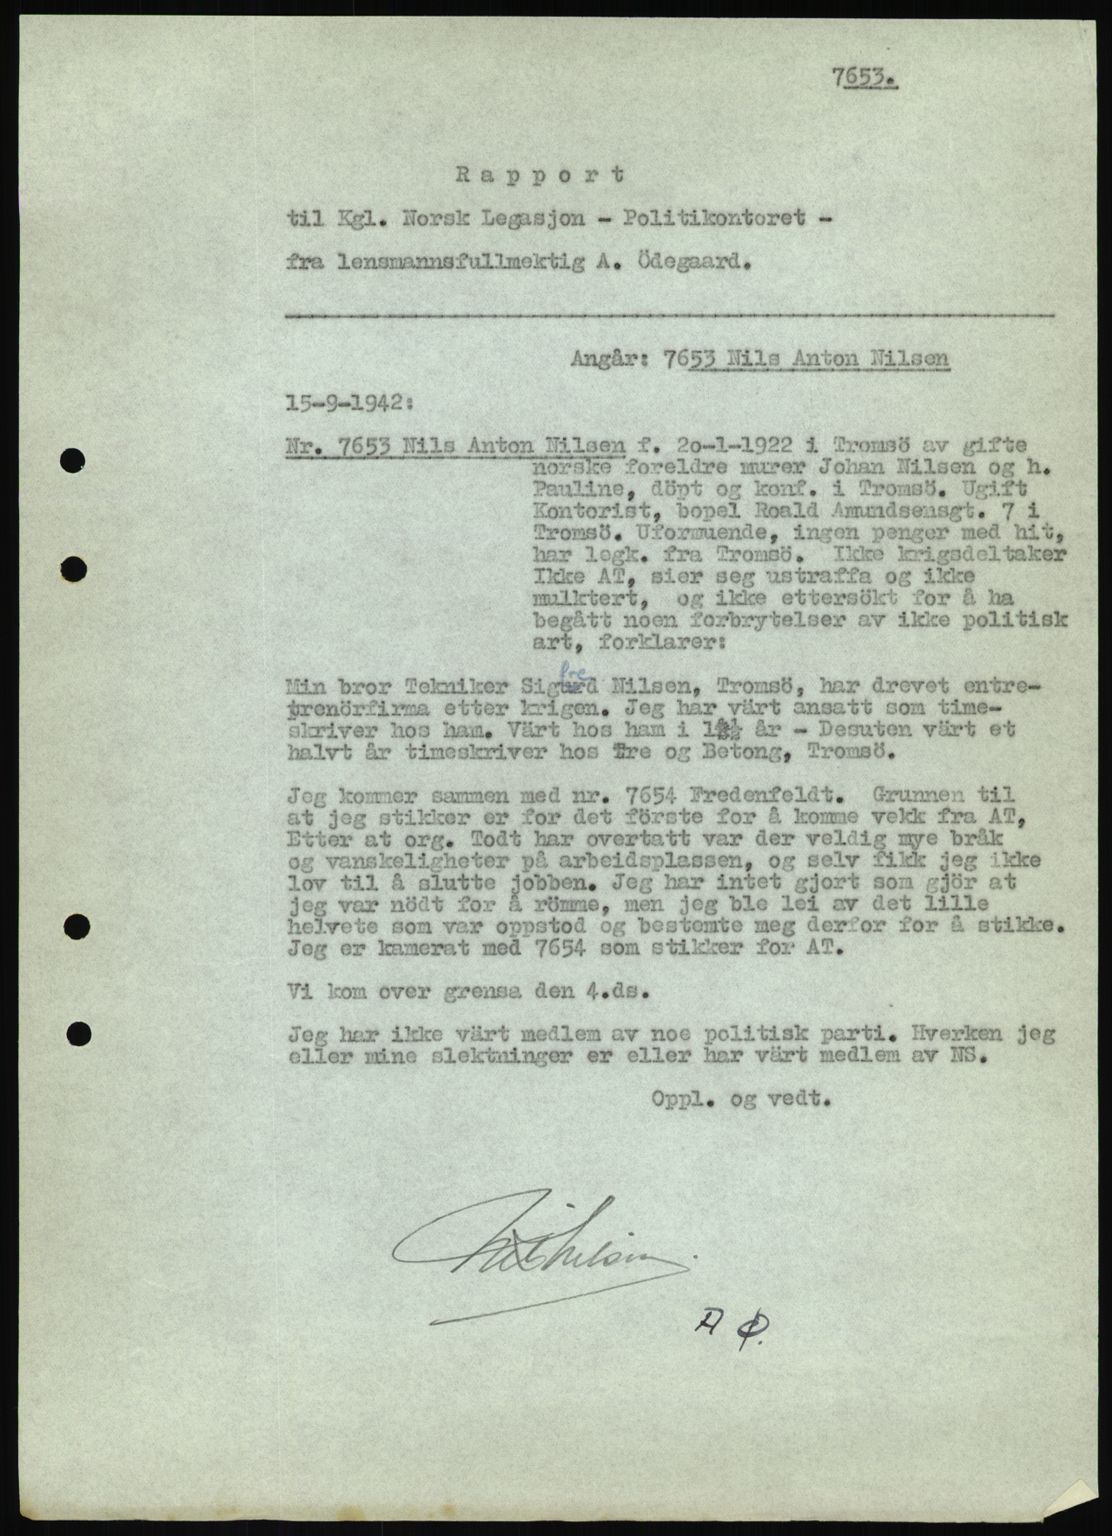 7653.
Rapport
til Kgl. Norsk Legasjon - Politikontoret -
fra lensmannsfullmektig A. Ödegaard.
Angår: 7653 Nils Anton Nilsen
15-9-1942:
Nr. 7653 Nils Anton Nilsen f. 2o-1-1922 i Tromsö av gifte
norske foreldre murer Johan Nilsen og h.
Pauline, döpt og konf. i Tromsö. Ugift
Kontorist, bopel Roald Amundsensgt. 7 i
Tromsö. Uformuende, ingen penger med hit,
har legk. fra Tromsö. Ikke krigsdeltaker
Ikke AT, sier seg ustraffa og ikke
mulktert, og ikke ettersökt for å ha
begått noen forbrytelser av ikke politisk
art, forklarer:
fre
Min bror Tekniker Sigurd Nilsen, Tromsö, har drevet entre-
prenörfirma etter krigen. Jeg har värt ansatt som time-
skriver hos ham. Värt hos ham i 1½ år - Desuten värt et
halvt år timeskriver hos Tre og Betong, Tromsö.
Jeg kommer sammen med nr. 7654 Fredenfeldt. Grunnen til
at jeg stikker er for det förste for å komme vekk fra AT,
Etter at org. Todt har overtatt var der veldig mye bråk
og vanskeligheter på arbeidsplassen, og selv fikk jeg ikke
lov til å slutte jobben. Jeg har intet gjort som gjör at
jeg var nödt for å römme, men jeg ble lei av det lille
helvete som var oppstod og bestemte meg derfor for å stikke.
Jeg er kamerat med 7654 som stikker for AT.
Vi kom over grensa den 4.ds.
Jeg har ikke värt medlem av noe politisk parti. Hverken jeg
eller mine slektninger er eller har värt medlem av NS.
Oppl. og vedt.
A Ø.